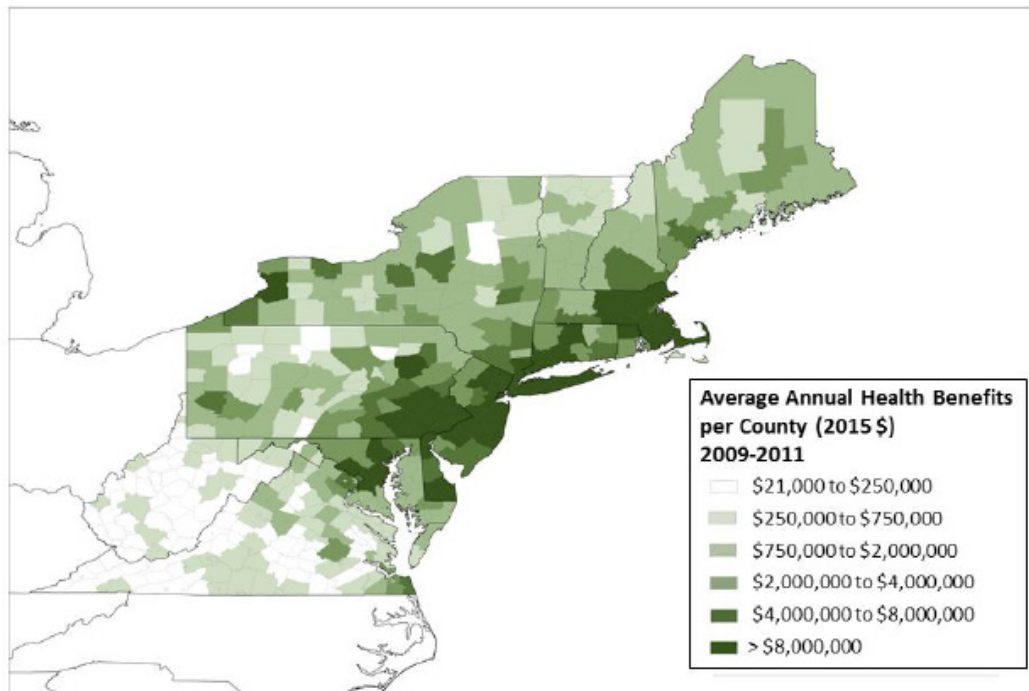 Average Annual Health Benefits
per County (2015 $)
2009-2011
$21,000 to $250,000
$250,000 to $750,000
$750,000 to $2,000,000
$2,000,000 to $4,000,000
$4,000,000 to $8,000,000
> $8,000,000